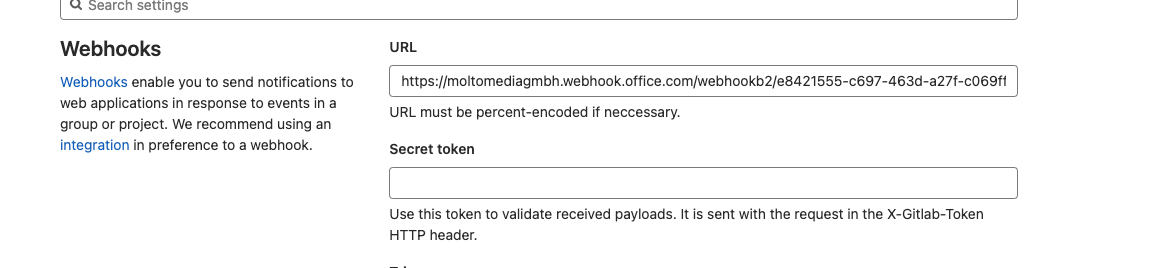 Search settings
Webhooks
Webhooks enable you to send notifications to
web applications in response to events in a
group or project. We recommend using an
integration in preference to a webhook.
URL
https://moltomediagmbh.webhook.office.com/webhookb2/e8421555-c697-463d-a27f-c069ff
URL must be percent-encoded if neccessary.
Secret token
Use this token to validate received payloads. It is sent with the request in the X-Gitlab-Token
HTTP header.